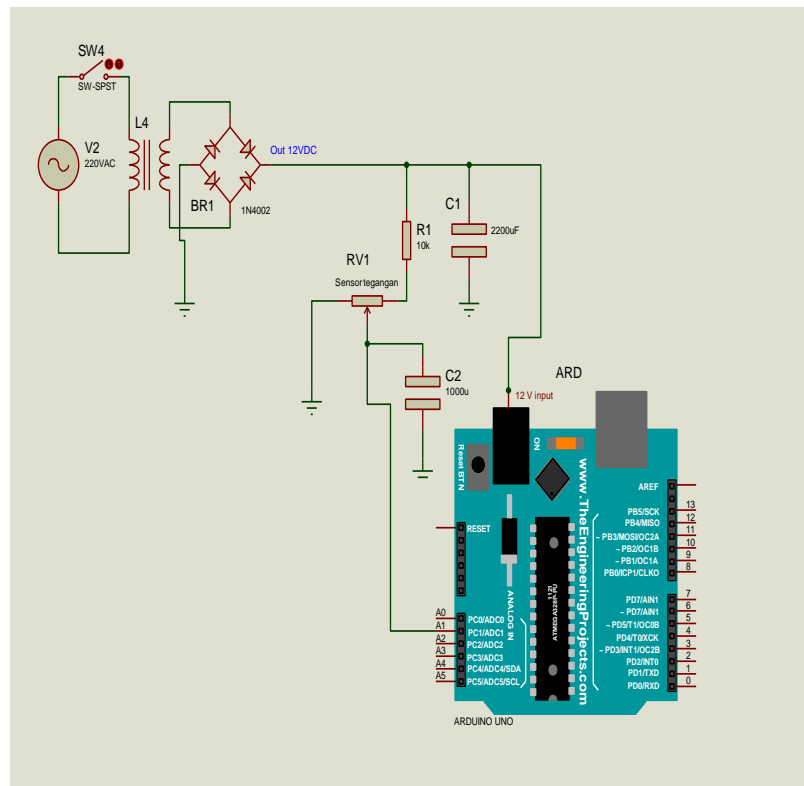 SW4
SW-SPST
L4
V2
220VAC
Out 12VDC
BR1
1N4002
R1
10k
C1
2200uF
RV1
Sensor tegangan
C2
1000u
ARD
12 V input
ON
Reset BTN
www.TheEngineeringProjects.com
AREF
RESET
PB5/SCK 13
PB4/MISO 12
~ PB3/MOSI/OC2A 11
~ PB2/OC1B 10
~ PB1/OC1A 9
PB0/ICP1/CLKO 8
ANALOG IN
1121
ATMEGA328P-PU
PD7/AIN1 7
~ PD7/AIN1 6
~ PD5/T1/OC0B 5
PD4/T0/XCK 4
~ PD3/INT1/OC2B 3
PD2/INT0 2
PD1/TXD 1
PD0/RXD 0
A0 PC0/ADC0
A1 PC1/ADC1
A2 PC2/ADC2
A3 PC3/ADC3
A4 PC4/ADC4/SDA
A5 PC5/ADC5/SCL
ARDUINO UNO